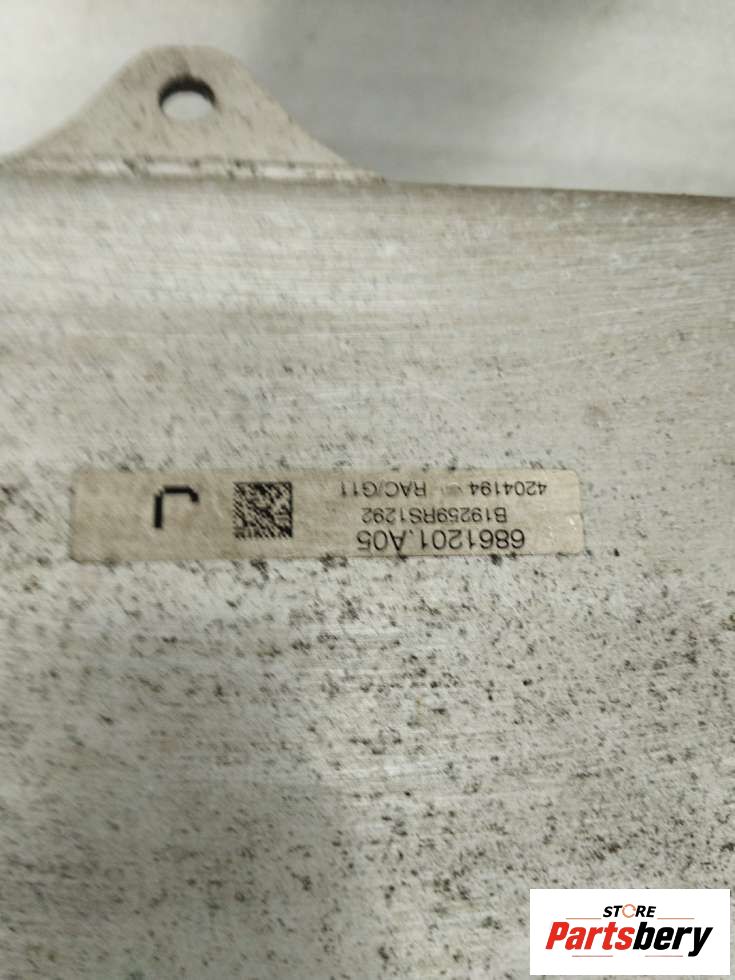 6861201.A05
B19259RS1292
4204194 RAC/G11
STORE
Partsbery